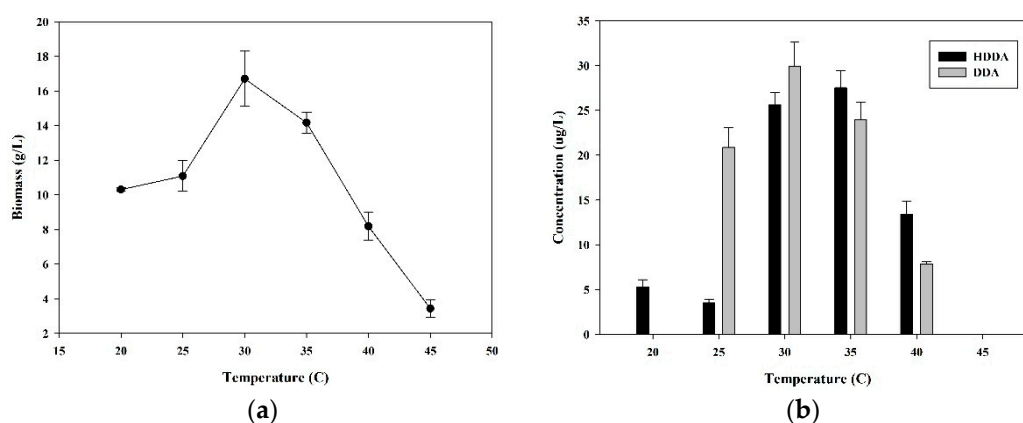 20
18
16
14
12
10
8
6
4
2
Biomass (g/L)
15 20 25 30 35 40 45 50
Temperature (C)
(a)
35
30
25
20
15
10
5
0
Concentration (ug/L)
HDDA
DDA
20 25 30 35 40 45
Temperature (C)
(b)